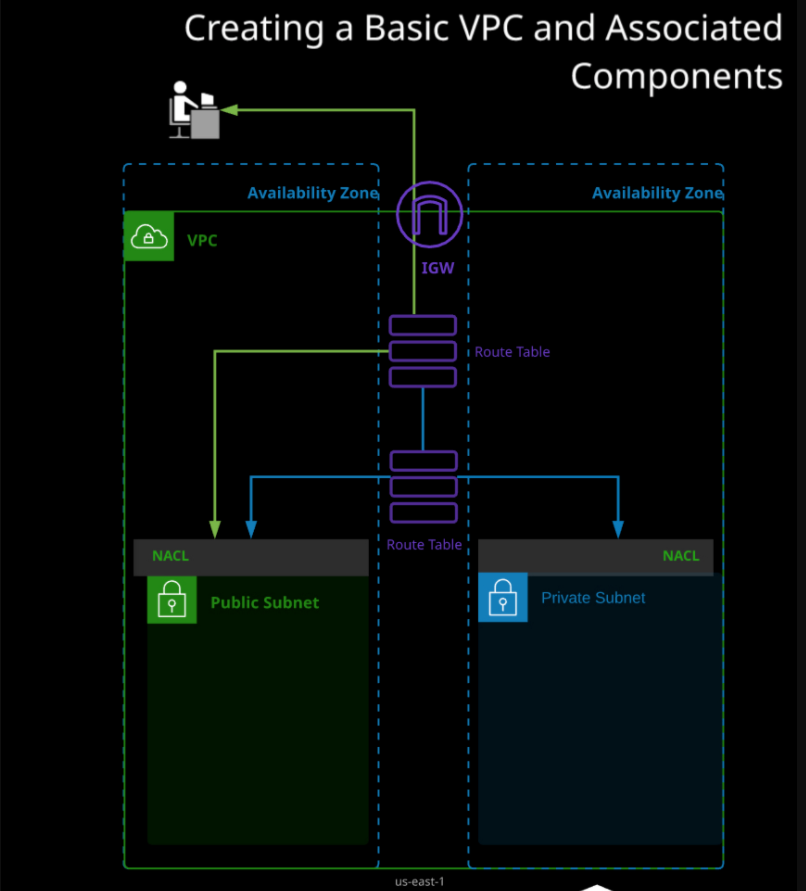 Creating a Basic VPC and Associated
Components
Availability Zone
Availability Zone
VPC
IGW
Route Table
Route Table
NACL
NACL
Public Subnet
Private Subnet
us-east-1